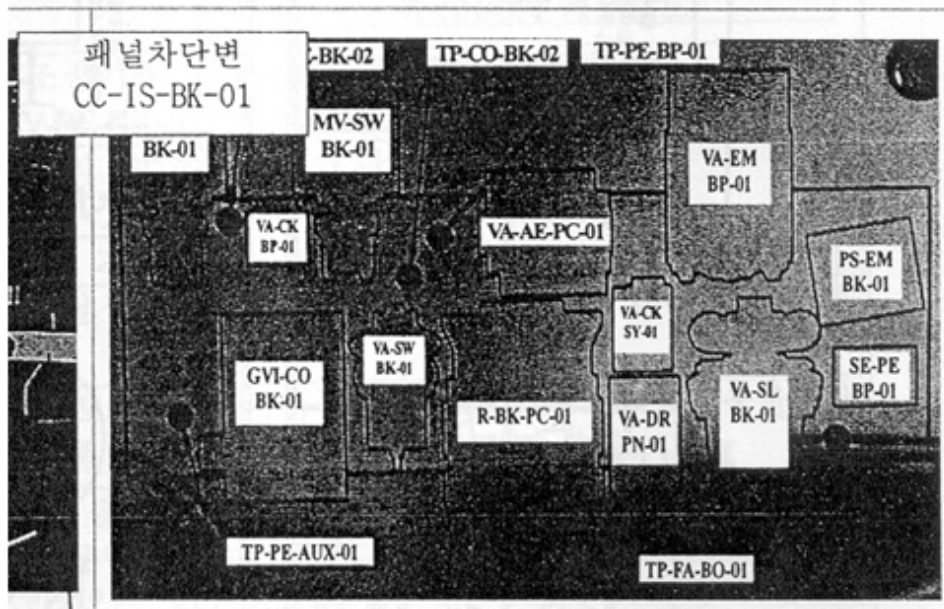 패널차단변
CC-IS-BK-01
-BK-02
TP-CO-BK-02
TP-PE-BP-01
BK-01
MV-SW
BK-01
VA-EM
BP-01
VA-CK
BP-01
VA-AE-PC-01
PS-EM
BK-01
VA-CK
SY-01
VA-SW
BK-01
GVI-CO
BK-01
R-BK-PC-01
VA-DR
PN-01
VA-SL
BK-01
SE-PE
BP-01
TP-PE-AUX-01
TP-FA-BO-01